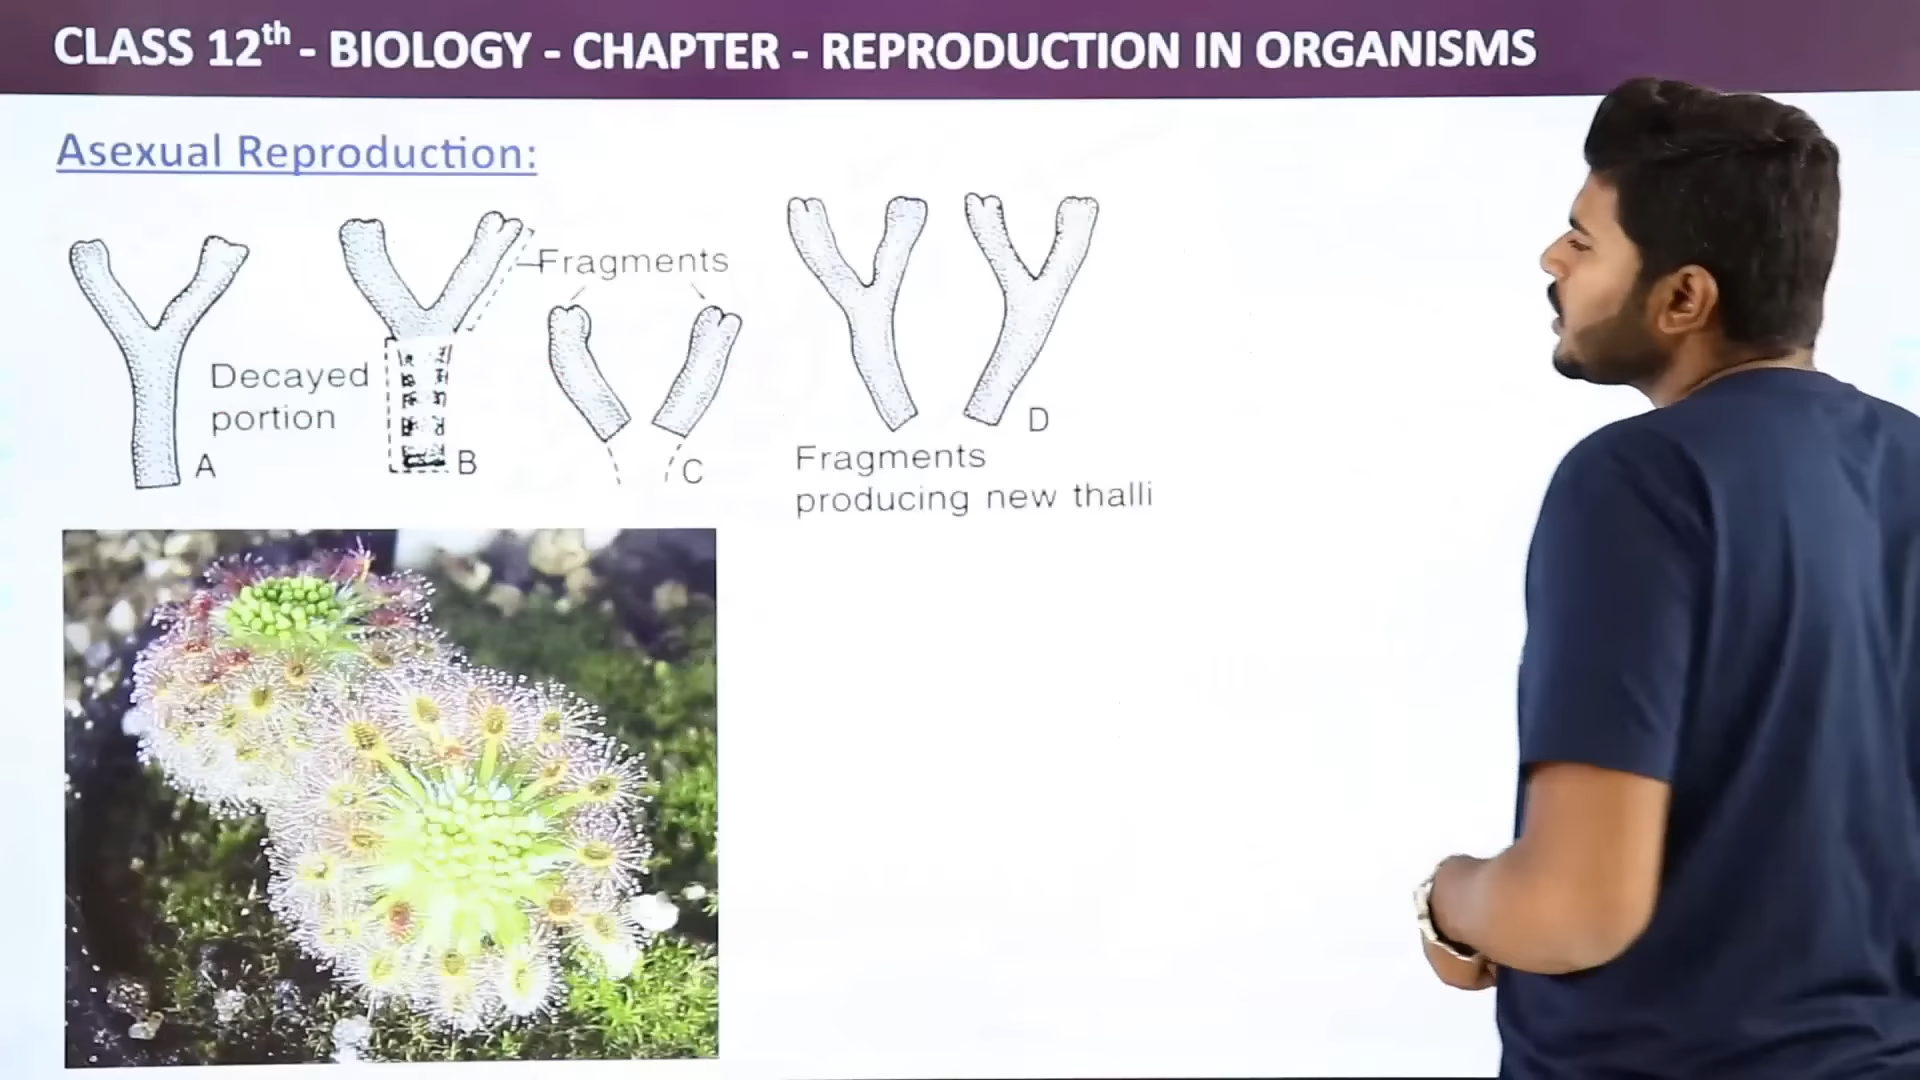 CLASS 12th - BIOLOGY - CHAPTER - REPRODUCTION IN ORGANISMS
Asexual Reproduction:
Fragments
Decayed
portion
A
B
C
D
Fragments
producing new thalli